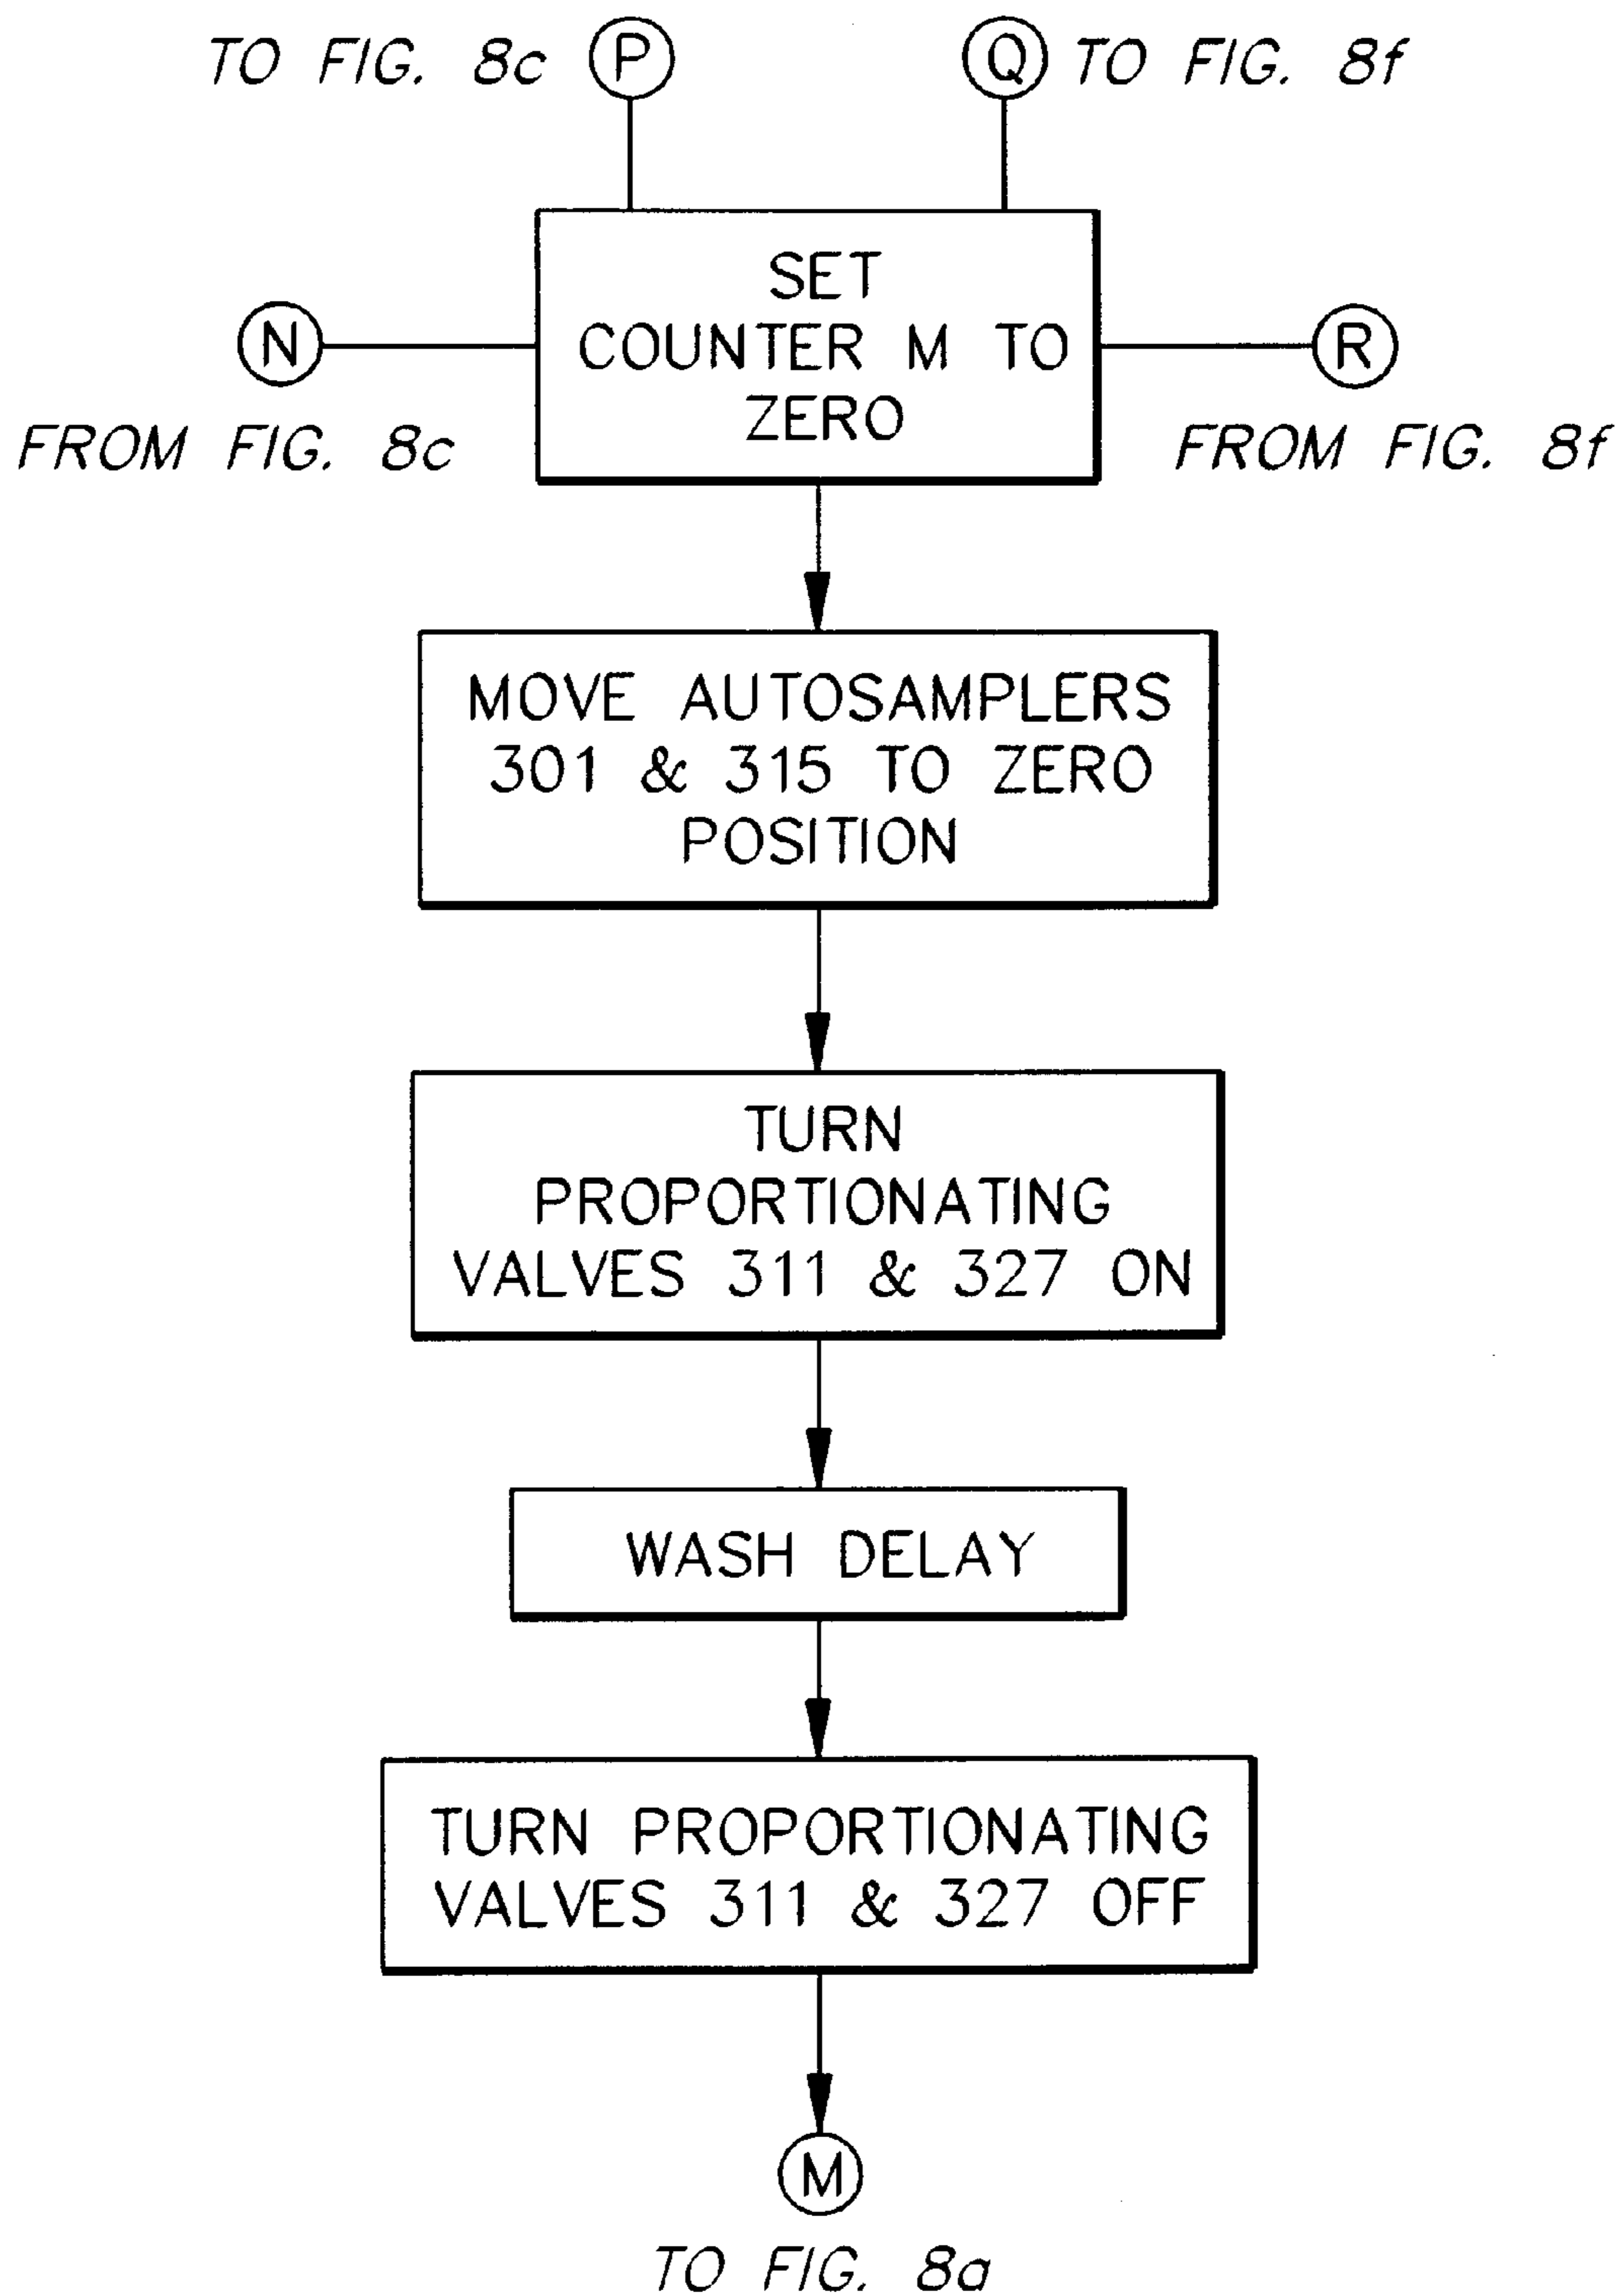 TO FIG. 8c P
Q TO FIG. 8f
SET
COUNTER M TO
ZERO
N
FROM FIG. 8c
R
FROM FIG. 8f
MOVE AUTOSAMPLERS
301 & 315 TO ZERO
POSITION
TURN
PROPORTIONATING
VALVES 311 & 327 ON
WASH DELAY
TURN PROPORTIONATING
VALVES 311 & 327 OFF
M
TO FIG. 8a